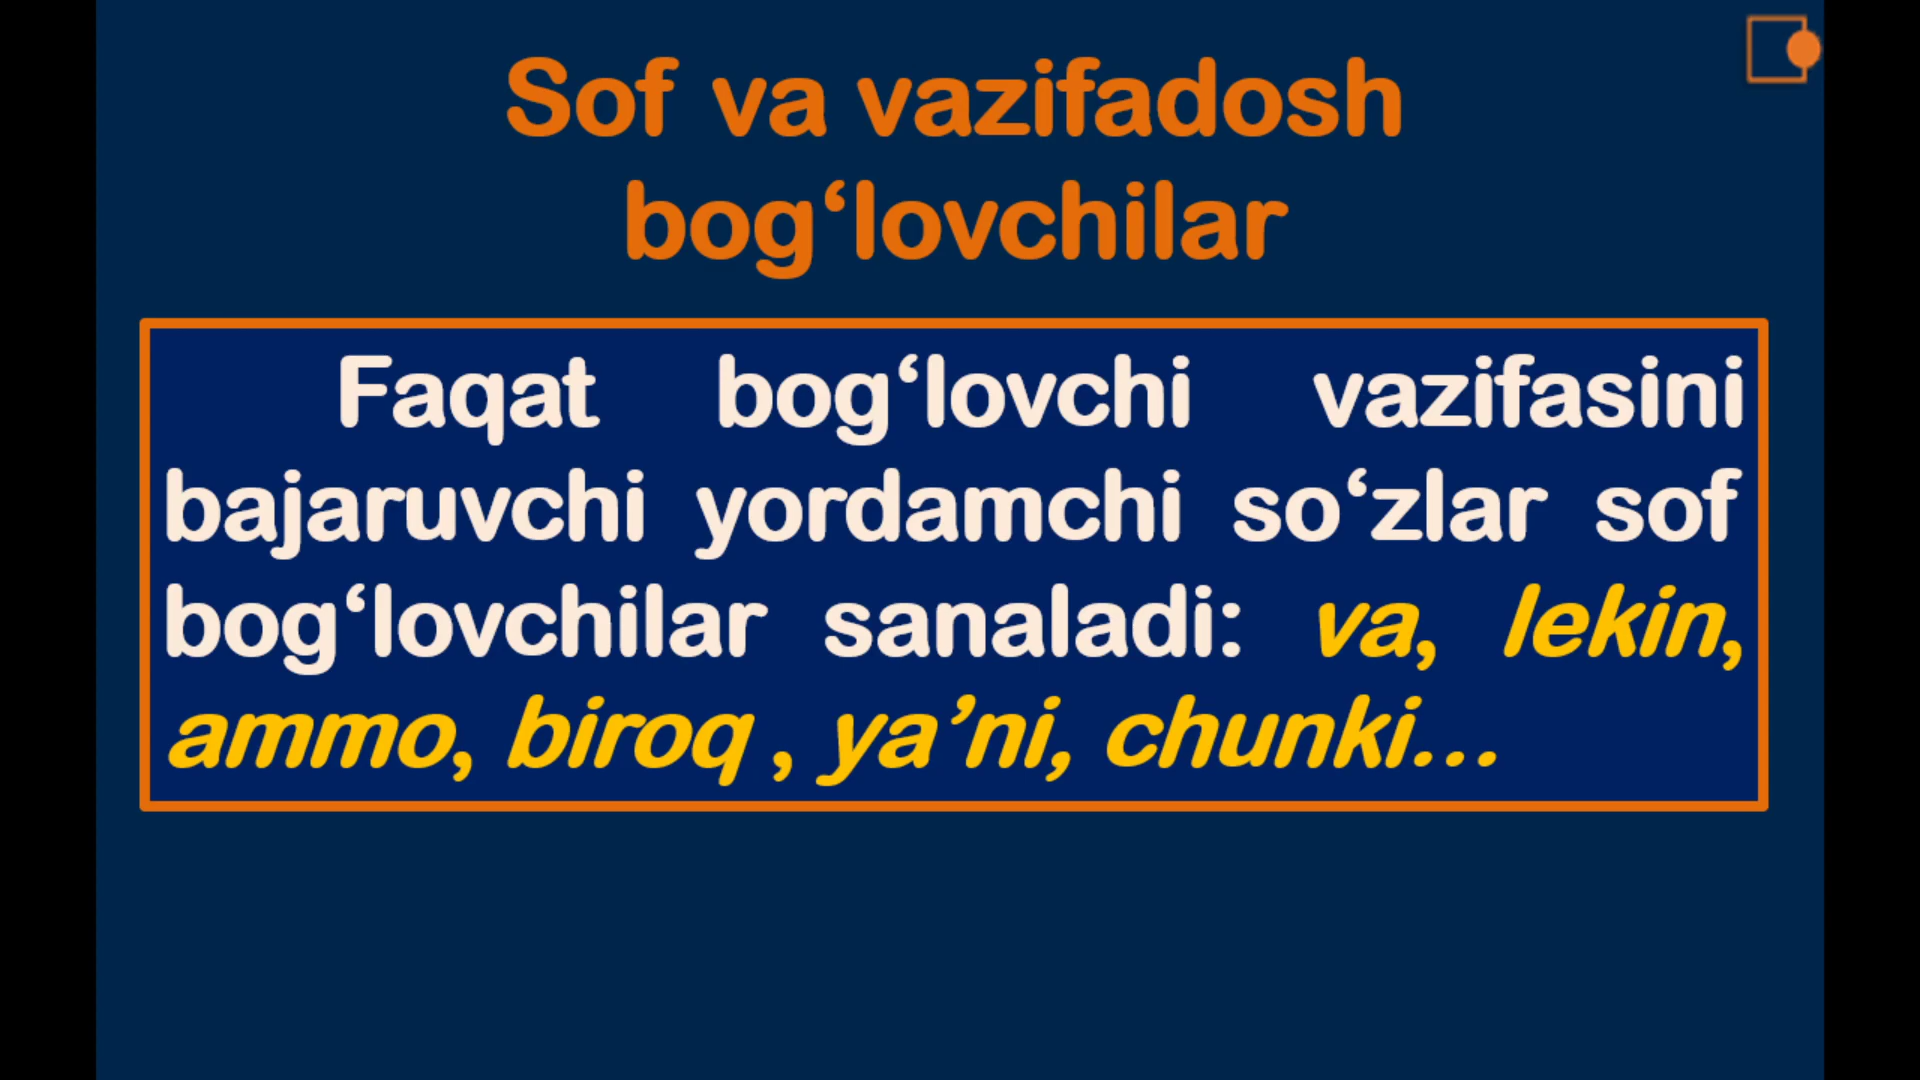 Sof va vazifadosh
bog‘lovchilar
Faqat bog‘lovchi vazifasini
bajaruvchi yordamchi so‘zlar sof
bog‘lovchilar sanaladi: va, lekin,
ammo, biroq , ya’ni, chunki...